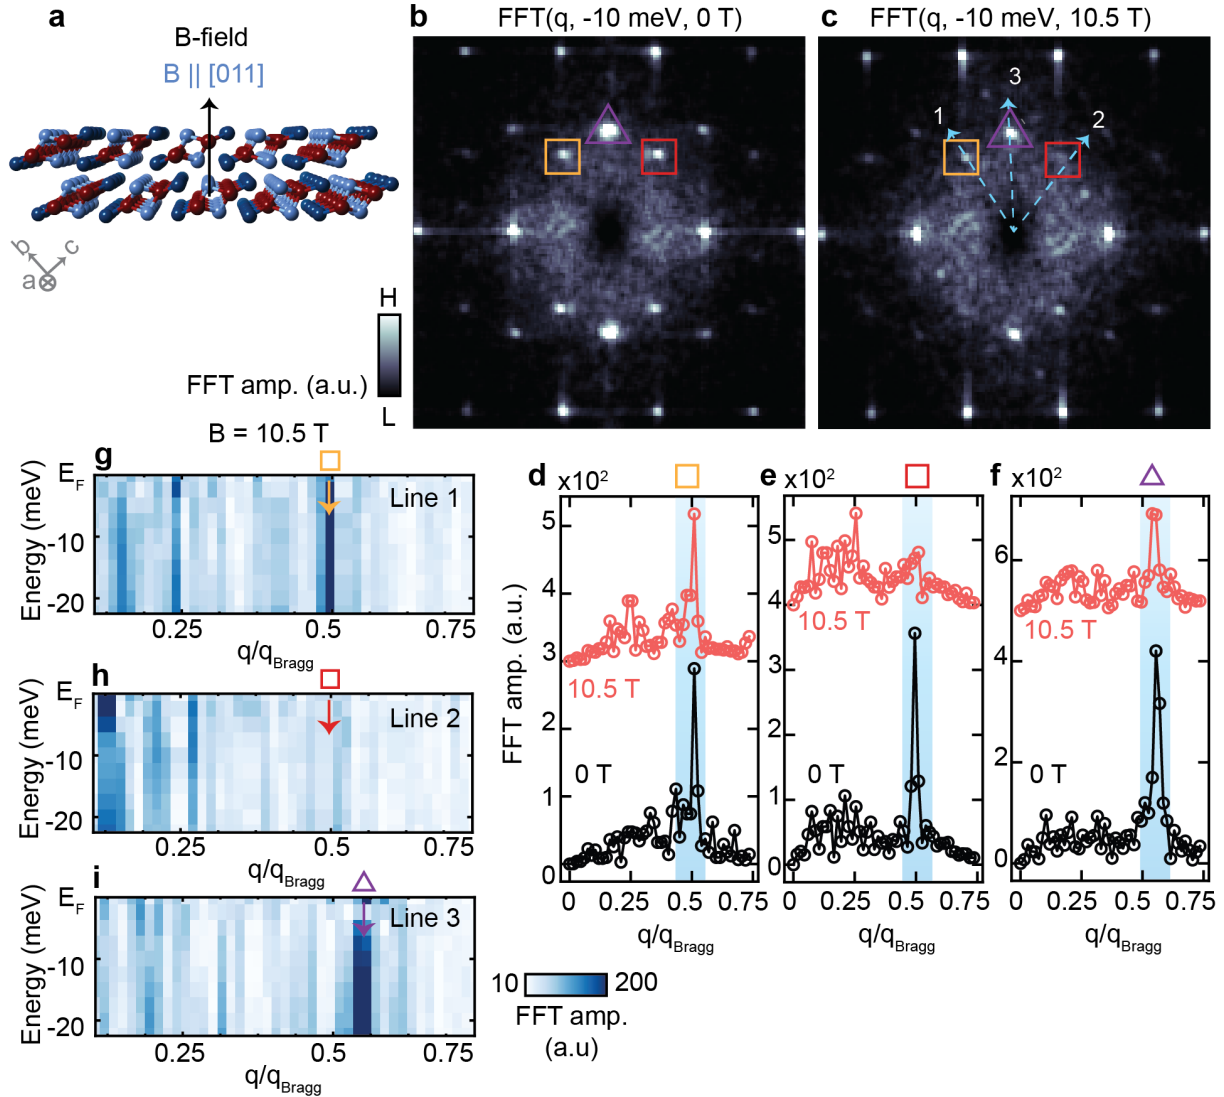 a
B-field
B || [011]
b
c
a
b
FFT(q, -10 meV, 0 T)
c
FFT(q, -10 meV, 10.5 T)
1
3
2
H
L
FFT amp. (a.u.)
B = 10.5 T
g
Line 1
E_F
-10
-20
Energy (meV)
0.25
0.5
0.75
q/q_Bragg
h
Line 2
E_F
-10
-20
Energy (meV)
0.25
0.5
0.75
q/q_Bragg
i
Line 3
E_F
-10
-20
Energy (meV)
0.25
0.5
0.75
q/q_Bragg
10
200
FFT amp.
(a.u)
d
x10²
5
4
3
2
1
0
FFT amp. (a.u.)
10.5 T
0 T
0
0.25
0.5
0.75
q/q_Bragg
e
x10²
5
4
3
2
1
0
10.5 T
0 T
0
0.25
0.5
0.75
q/q_Bragg
f
x10²
6
4
2
0
10.5 T
0 T
0
0.25
0.5
0.75
q/q_Bragg